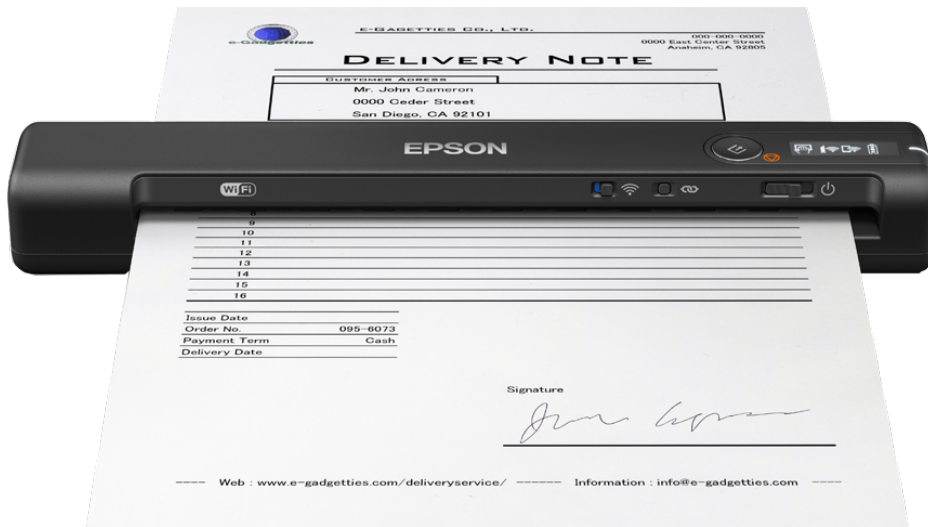 e-Gadgetties
E-GAGETTIES CO., LTD.
000-000-0000
0000 East Center Street
Anaheim, CA 92805
DELIVERY NOTE
CUSTOMER ADRESS
Mr. John Cameron
0000 Ceder Street
San Diego, CA 92101
EPSON
WiFi
8
9
10
11
12
13
14
15
16
Issue Date
Order No. 095-6073
Payment Term Cash
Delivery Date
Signature
---- Web : www.e-gadgetties.com/deliveryservice/ ------ Information : info@e-gadgetties.com ----